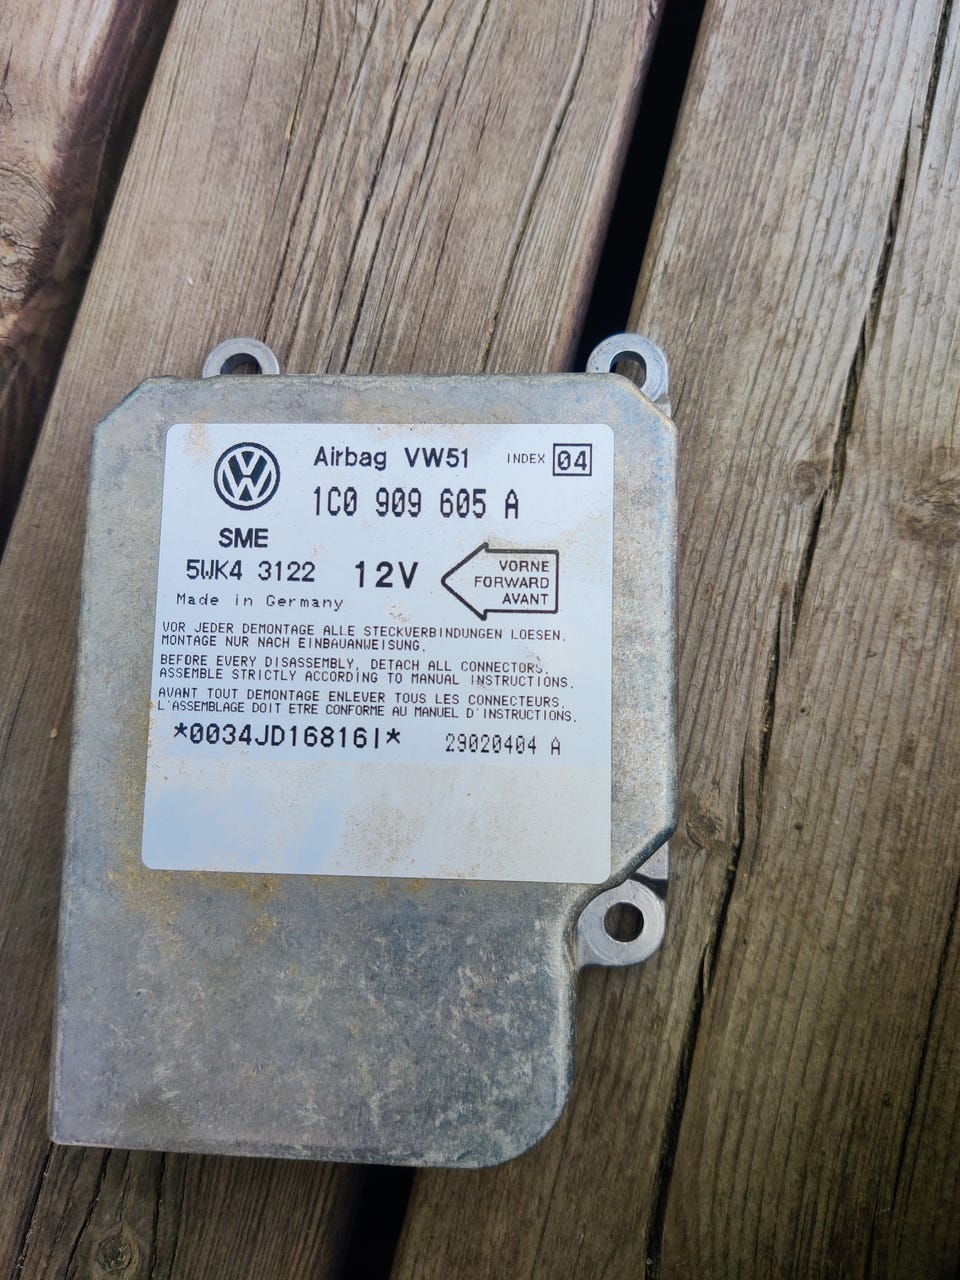 Airbag VW51 INDEX 04
1C0 909 605 A
SME
5WK4 3122 12V
VORNE
FORWARD
AVANT
Made in Germany
VOR JEDER DEMONTAGE ALLE STECKVERBINDUNGEN LOESEN.
MONTAGE NUR NACH EINBAUANWEISUNG.
BEFORE EVERY DISASSEMBLY, DETACH ALL CONNECTORS,
ASSEMBLE STRICTLY ACCORDING TO MANUAL INSTRUCTIONS.
AVANT TOUT DEMONTAGE ENLEVER TOUS LES CONNECTEURS.
L'ASSEMBLAGE DOIT ETRE CONFORME AU MANUEL D'INSTRUCTIONS.
*0034JD16816I* 29020404 A